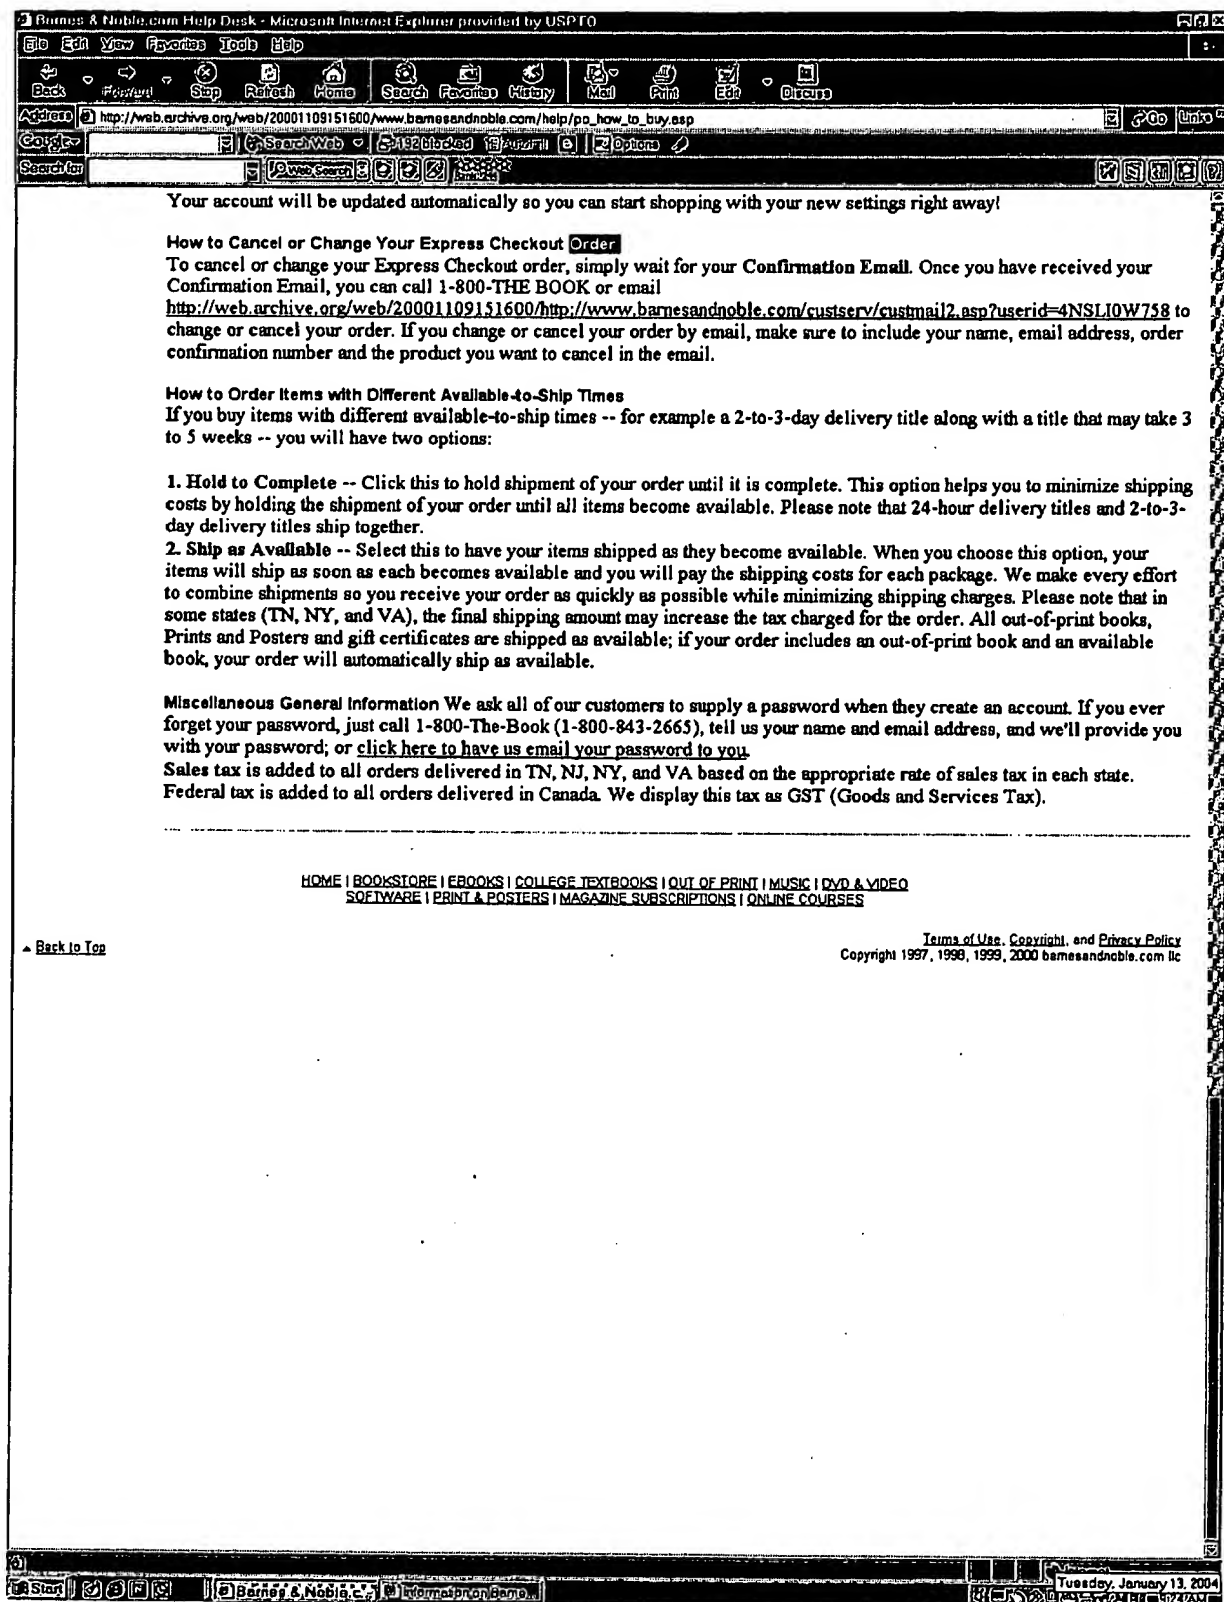 Barnes & Noble.com Help Desk - Microsoft Internet Explorer provided by USPTO
File Edit View Favorites Tools Help
Back Forward Stop Refresh Home Search Favorites History Mail Print Edit Discuss
Address http://web.archive.org/web/20001109151600/www.barnesandnoble.com/help/po_how_to_buy.asp Go Links
Google Search Web 192 blocked AutoFill Options
Search for Web Search
Your account will be updated automatically so you can start shopping with your new settings right away!
How to Cancel or Change Your Express Checkout Order
To cancel or change your Express Checkout order, simply wait for your Confirmation Email. Once you have received your
Confirmation Email, you can call 1-800-THE BOOK or email
http://web.archive.org/web/20001109151600/http://www.barnesandnoble.com/custserv/custmail2.asp?userid=4NSLI0W758 to
change or cancel your order. If you change or cancel your order by email, make sure to include your name, email address, order
confirmation number and the product you want to cancel in the email.
How to Order Items with Different Available-to-Ship Times
If you buy items with different available-to-ship times -- for example a 2-to-3-day delivery title along with a title that may take 3
to 5 weeks -- you will have two options:
1. Hold to Complete -- Click this to hold shipment of your order until it is complete. This option helps you to minimize shipping
costs by holding the shipment of your order until all items become available. Please note that 24-hour delivery titles and 2-to-3-
day delivery titles ship together.
2. Ship as Available -- Select this to have your items shipped as they become available. When you choose this option, your
items will ship as soon as each becomes available and you will pay the shipping costs for each package. We make every effort
to combine shipments so you receive your order as quickly as possible while minimizing shipping charges. Please note that in
some states (TN, NY, and VA), the final shipping amount may increase the tax charged for the order. All out-of-print books,
Prints and Posters and gift certificates are shipped as available; if your order includes an out-of-print book and an available
book, your order will automatically ship as available.
Miscellaneous General Information We ask all of our customers to supply a password when they create an account. If you ever
forget your password, just call 1-800-The-Book (1-800-843-2665), tell us your name and email address, and we'll provide you
with your password; or click here to have us email your password to you.
Sales tax is added to all orders delivered in TN, NJ, NY, and VA based on the appropriate rate of sales tax in each state.
Federal tax is added to all orders delivered in Canada. We display this tax as GST (Goods and Services Tax).
HOME | BOOKSTORE | EBOOKS | COLLEGE TEXTBOOKS | OUT OF PRINT | MUSIC | DVD & VIDEO
SOFTWARE | PRINT & POSTERS | MAGAZINE SUBSCRIPTIONS | ONLINE COURSES
Back to Top
Terms of Use, Copyright, and Privacy Policy
Copyright 1997, 1998, 1999, 2000 barnesandnoble.com llc
Start Barnes & Noble.c... Information on Barne...
Tuesday, January 13, 2004